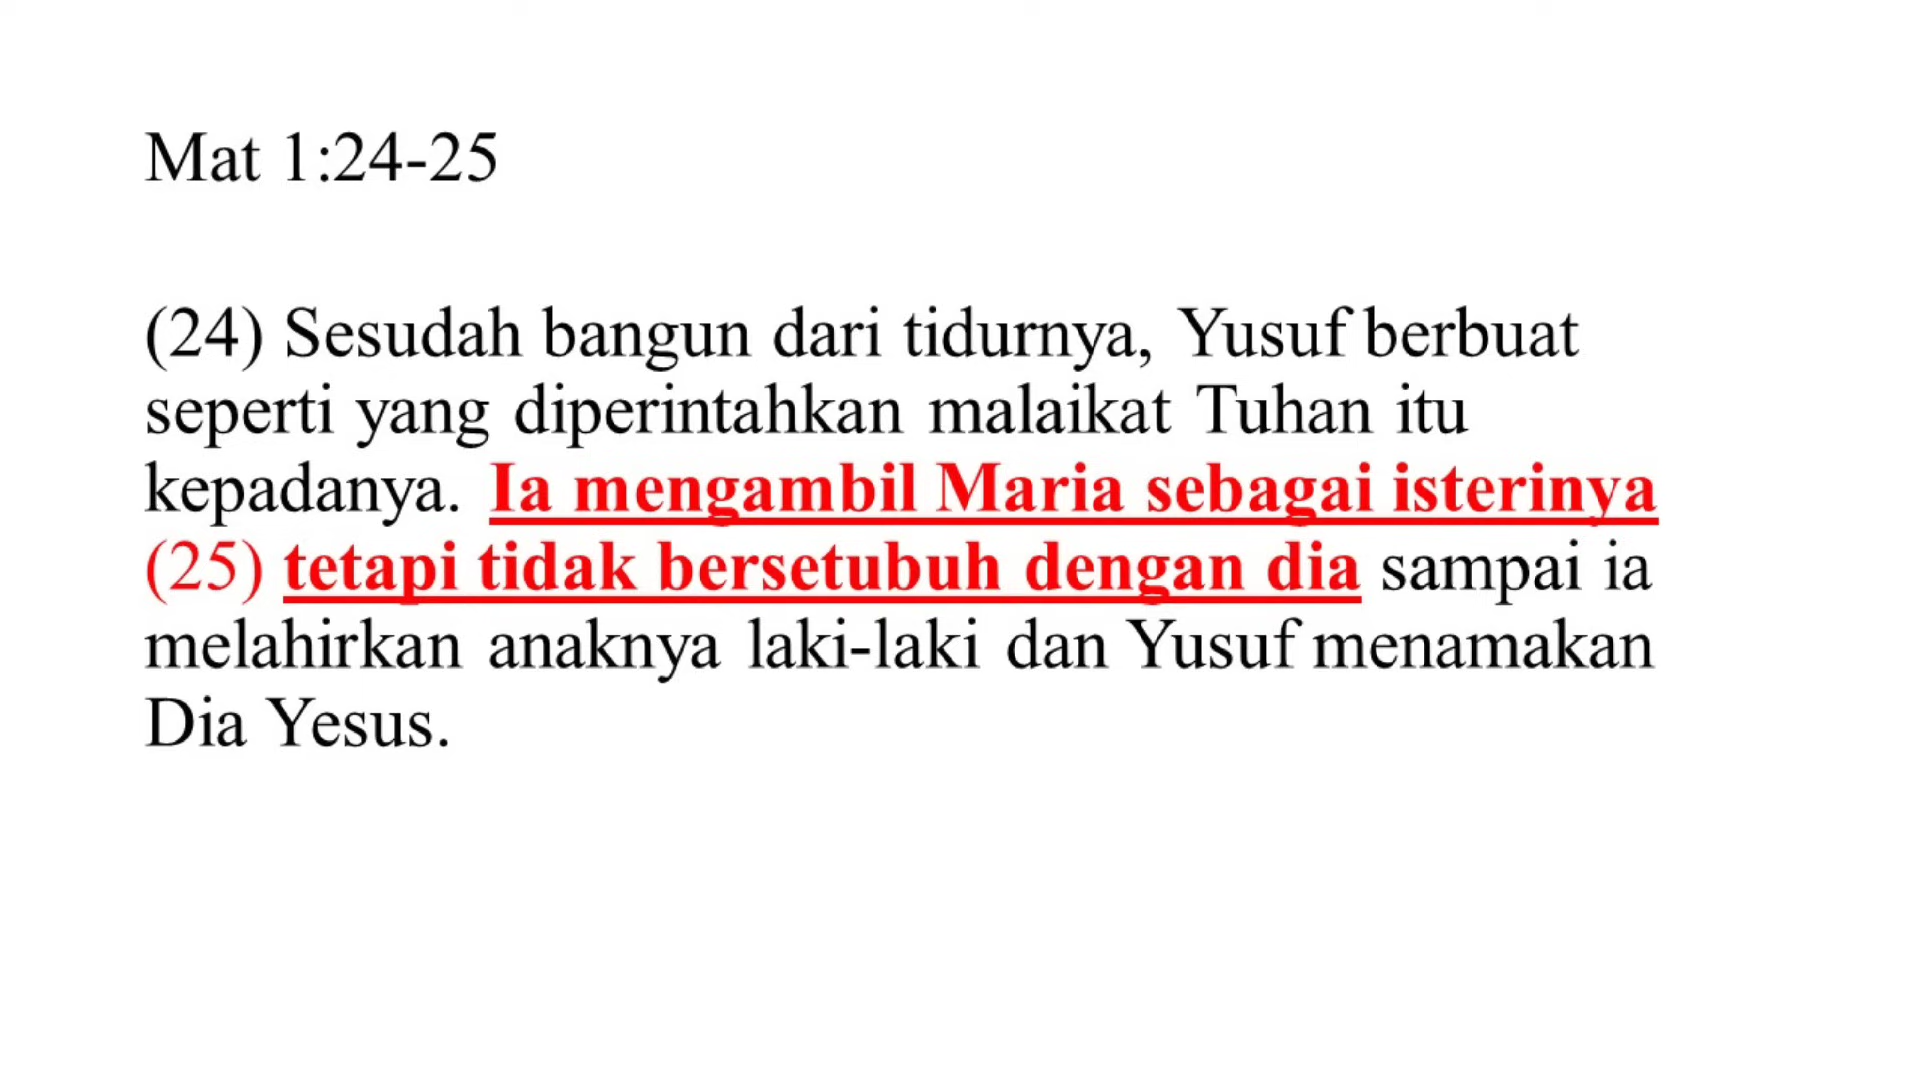 Mat 1:24-25
(24) Sesudah bangun dari tidurnya, Yusuf berbuat
seperti yang diperintahkan malaikat Tuhan itu
kepadanya. Ia mengambil Maria sebagai isterinya
(25) tetapi tidak bersetubuh dengan dia sampai ia
melahirkan anaknya laki-laki dan Yusuf menamakan
Dia Yesus.